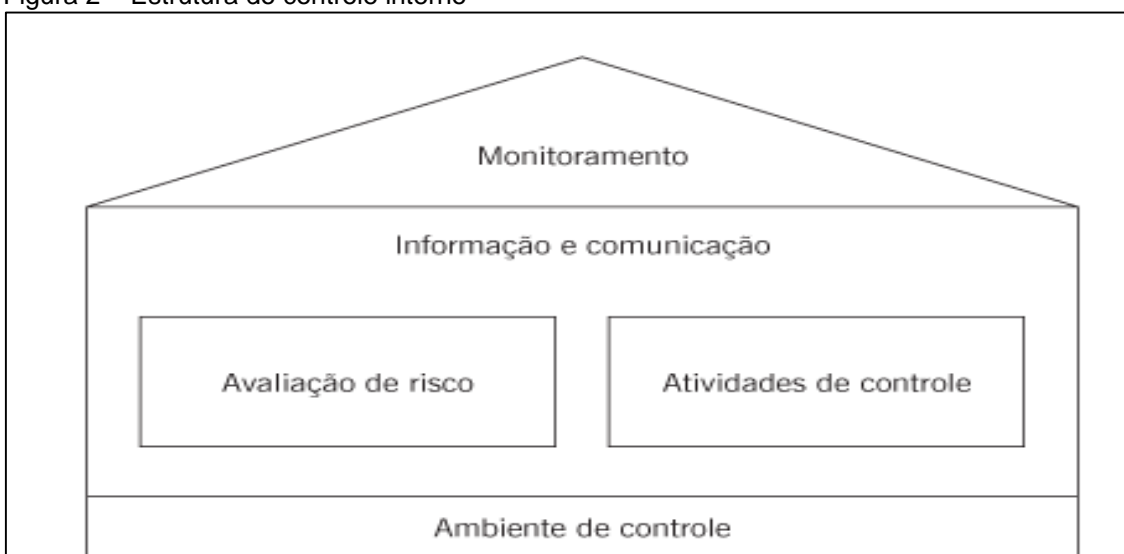 Figura 2 – Estrutura do controle interno
Monitoramento
Informação e comunicação
Avaliação de risco
Atividades de controle
Ambiente de controle